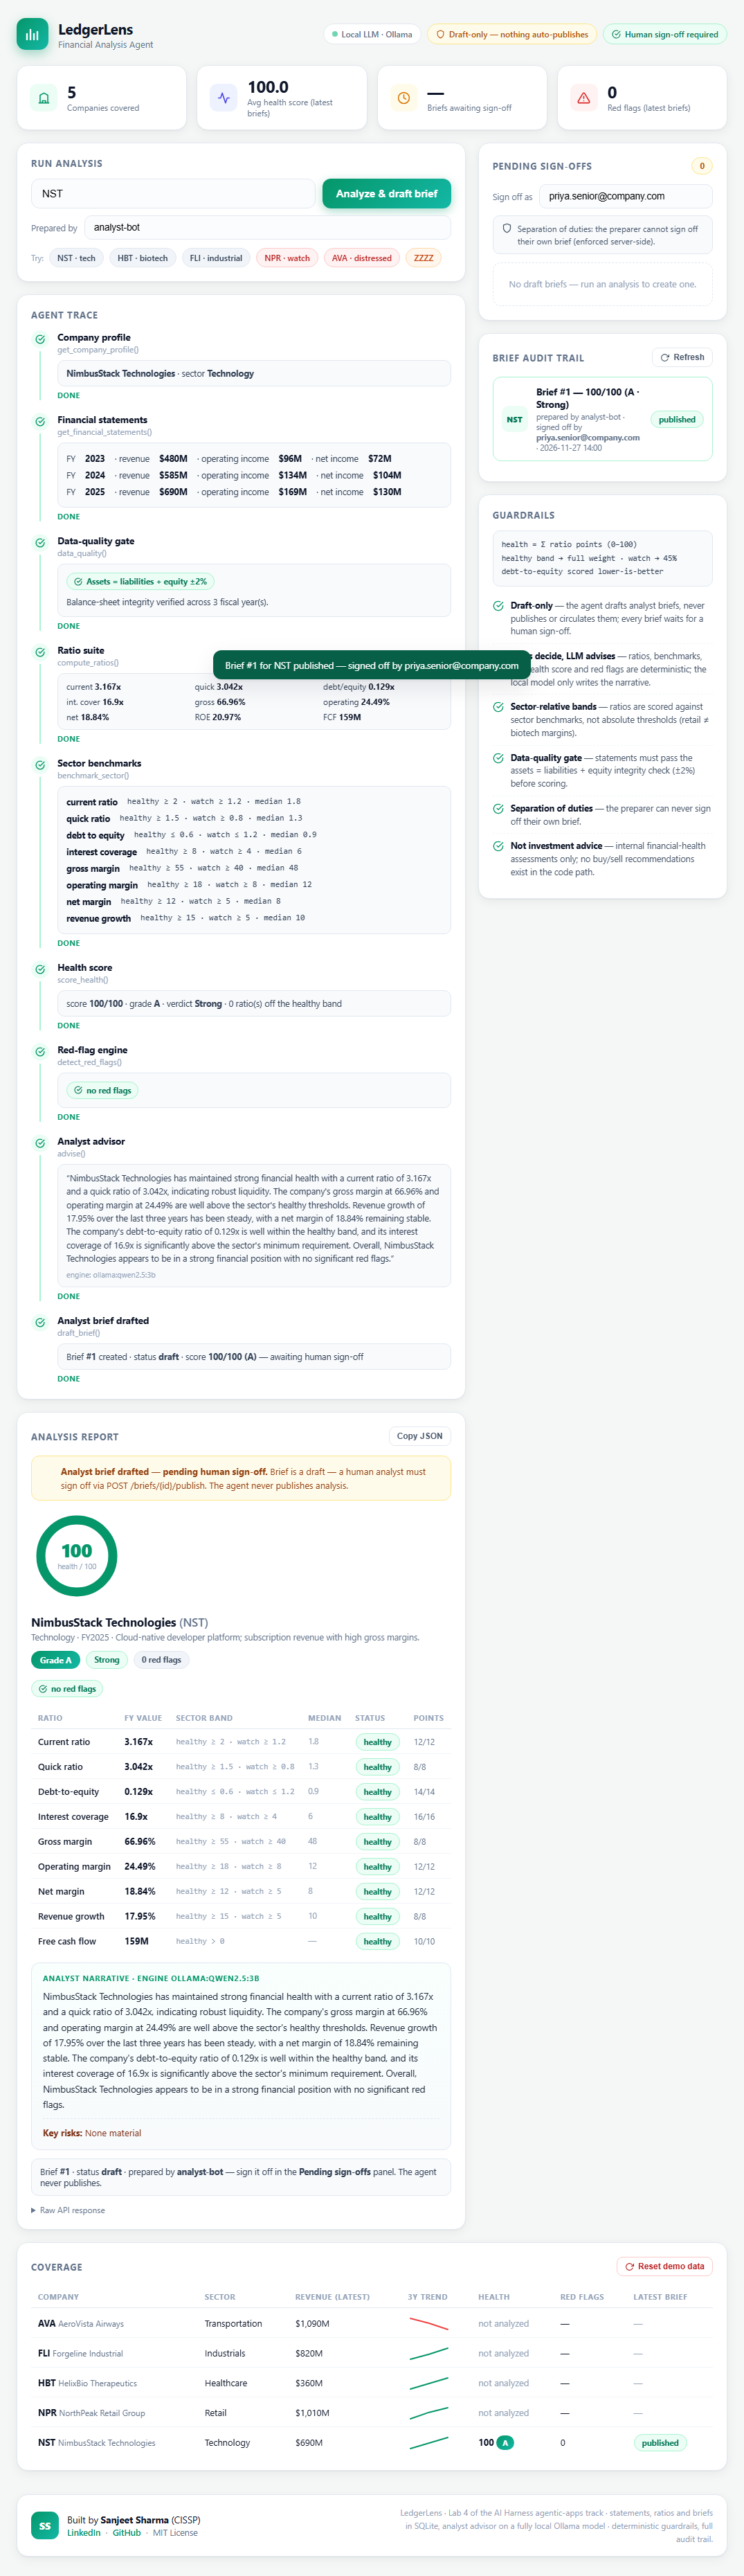 LedgerLens
Financial Analysis Agent
Local LLM · Ollama
Draft-only — nothing auto-publishes
Human sign-off required
5
Companies covered
100.0
Avg health score (latest
briefs)
—
Briefs awaiting sign-off
0
Red flags (latest briefs)
RUN ANALYSIS
NST
Analyze & draft brief
Prepared by
analyst-bot
Try:
NST · tech
HBT · biotech
FLI · industrial
NPR · watch
AVA · distressed
ZZZZ
AGENT TRACE
Company profile
get_company_profile()
NimbusStack Technologies · sector Technology
DONE
Financial statements
get_financial_statements()
FY 2023 · revenue $480M · operating income $96M · net income $72M
FY 2024 · revenue $585M · operating income $134M · net income $104M
FY 2025 · revenue $690M · operating income $169M · net income $130M
DONE
Data-quality gate
data_quality()
Assets = liabilities + equity ±2%
Balance-sheet integrity verified across 3 fiscal year(s).
DONE
Ratio suite
compute_ratios()
current 3.167x quick 3.042x debt/equity 0.129x
int. cover 16.9x gross 66.96% operating 24.49%
net 18.84% ROE 20.97% FCF 159M
DONE
Sector benchmarks
benchmark_sector()
current ratio healthy ≥ 2 · watch ≥ 1.2 · median 1.8
quick ratio healthy ≥ 1.5 · watch ≥ 0.8 · median 1.3
debt to equity healthy ≤ 0.6 · watch ≤ 1.2 · median 0.9
interest coverage healthy ≥ 8 · watch ≥ 4 · median 6
gross margin healthy ≥ 55 · watch ≥ 40 · median 48
operating margin healthy ≥ 18 · watch ≥ 8 · median 12
net margin healthy ≥ 12 · watch ≥ 5 · median 8
revenue growth healthy ≥ 15 · watch ≥ 5 · median 10
DONE
Health score
score_health()
score 100/100 · grade A · verdict Strong · 0 ratio(s) off the healthy band
DONE
Red-flag engine
detect_red_flags()
no red flags
DONE
Analyst advisor
advise()
"NimbusStack Technologies has maintained strong financial health with a current ratio of 3.167x
and a quick ratio of 3.042x, indicating robust liquidity. The company's gross margin at 66.96% and
operating margin at 24.49% are well above the sector's healthy thresholds. Revenue growth of
17.95% over the last three years has been steady, with a net margin of 18.84% remaining stable.
The company's debt-to-equity ratio of 0.129x is well within the healthy band, and its interest
coverage of 16.9x is significantly above the sector's minimum requirement. Overall, NimbusStack
Technologies appears to be in a strong financial position with no significant red flags."
engine: ollama:qwen2.5:3b
DONE
Analyst brief drafted
draft_brief()
Brief #1 created · status draft · score 100/100 (A) — awaiting human sign-off
DONE
PENDING SIGN-OFFS
0
Sign off as
priya.senior@company.com
Separation of duties: the preparer cannot sign off
their own brief (enforced server-side).
No draft briefs — run an analysis to create one.
BRIEF AUDIT TRAIL
Refresh
NST
Brief #1 — 100/100 (A ·
Strong)
prepared by analyst-bot ·
signed off by
priya.senior@company.com
· 2026-11-27 14:00
published
GUARDRAILS
health = Σ ratio points (0–100)
healthy band → full weight · watch → 45%
debt-to-equity scored lower-is-better
Draft-only — the agent drafts analyst briefs, never
publishes or circulates them; every brief waits for a
human sign-off.
decide, LLM advises — ratios, benchmarks,
health score and red flags are deterministic; the
local model only writes the narrative.
Sector-relative bands — ratios are scored against
sector benchmarks, not absolute thresholds (retail ≠
biotech margins).
Data-quality gate — statements must pass the
assets = liabilities + equity integrity check (±2%)
before scoring.
Separation of duties — the preparer can never sign
off their own brief.
Not investment advice — internal financial-health
assessments only; no buy/sell recommendations
exist in the code path.
Brief #1 for NST published — signed off by priya.senior@company.com
ANALYSIS REPORT
Copy JSON
Analyst brief drafted — pending human sign-off. Brief is a draft — a human analyst must
sign off via POST /briefs/{id}/publish. The agent never publishes analysis.
100
health / 100
NimbusStack Technologies (NST)
Technology · FY2025 · Cloud-native developer platform; subscription revenue with high gross margins.
Grade A
Strong
0 red flags
no red flags
RATIO FY VALUE SECTOR BAND MEDIAN STATUS POINTS
Current ratio 3.167x healthy ≥ 2 · watch ≥ 1.2 1.8 healthy 12/12
Quick ratio 3.042x healthy ≥ 1.5 · watch ≥ 0.8 1.3 healthy 8/8
Debt-to-equity 0.129x healthy ≤ 0.6 · watch ≤ 1.2 0.9 healthy 14/14
Interest coverage 16.9x healthy ≥ 8 · watch ≥ 4 6 healthy 16/16
Gross margin 66.96% healthy ≥ 55 · watch ≥ 40 48 healthy 8/8
Operating margin 24.49% healthy ≥ 18 · watch ≥ 8 12 healthy 12/12
Net margin 18.84% healthy ≥ 12 · watch ≥ 5 8 healthy 12/12
Revenue growth 17.95% healthy ≥ 15 · watch ≥ 5 10 healthy 8/8
Free cash flow 159M healthy > 0 — healthy 10/10
ANALYST NARRATIVE · ENGINE OLLAMA:QWEN2.5:3B
NimbusStack Technologies has maintained strong financial health with a current ratio of 3.167x
and a quick ratio of 3.042x, indicating robust liquidity. The company's gross margin at 66.96%
and operating margin at 24.49% are well above the sector's healthy thresholds. Revenue growth
of 17.95% over the last three years has been steady, with a net margin of 18.84% remaining
stable. The company's debt-to-equity ratio of 0.129x is well within the healthy band, and its
interest coverage of 16.9x is significantly above the sector's minimum requirement. Overall,
NimbusStack Technologies appears to be in a strong financial position with no significant red
flags.
Key risks: None material
Brief #1 · status draft · prepared by analyst-bot — sign it off in the Pending sign-offs panel. The agent
never publishes.
Raw API response
COVERAGE
Reset demo data
COMPANY SECTOR REVENUE (LATEST) 3Y TREND HEALTH RED FLAGS LATEST BRIEF
AVA AeroVista Airways Transportation $1,090M not analyzed — —
FLI Forgeline Industrial Industrials $820M not analyzed — —
HBT HelixBio Therapeutics Healthcare $360M not analyzed — —
NPR NorthPeak Retail Group Retail $1,010M not analyzed — —
NST NimbusStack Technologies Technology $690M 100 A 0 published
SS
Built by Sanjeet Sharma (CISSP)
LinkedIn · GitHub · MIT License
LedgerLens · Lab 4 of the AI Harness agentic-apps track · statements, ratios and briefs
in SQLite, analyst advisor on a fully local Ollama model · deterministic guardrails, full
audit trail.